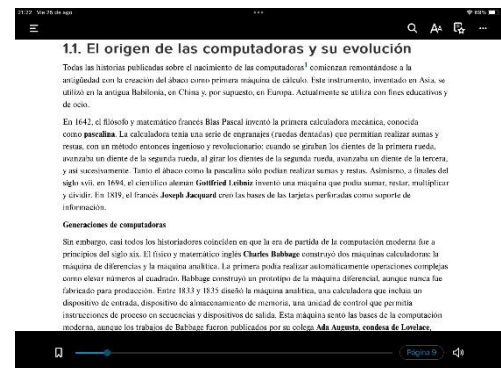 21:22 Mar 26 de ago
88%
AA
1.1. El origen de las computadoras y su evolución
Todas las historias publicadas sobre el nacimiento de las computadoras¹ comienzan remontándose a la
antigüedad con la creación del ábaco como primera máquina de cálculo. Este instrumento, inventado en Asia, se
utilizó en la antigua Babilonia, en China y, por supuesto, en Europa. Actualmente se utiliza con fines educativos y
de ocio.
En 1642, el filósofo y matemático francés Blas Pascal inventó la primera calculadora mecánica, conocida
como pascalina. La calculadora tenía una serie de engranajes (ruedas dentadas) que permitían realizar sumas y
restas, con un método entonces ingenioso y revolucionario: cuando se giraban los dientes de la primera rueda,
avanzaba un diente de la segunda rueda, al girar los dientes de la segunda rueda, avanzaba un diente de la tercera,
y así sucesivamente. Tanto el ábaco como la pascalina sólo podían realizar sumas y restas. Asimismo, a finales del
siglo xvii, en 1694, el científico alemán Gottfried Leibniz inventó una máquina que podía sumar, restar, multiplicar
y dividir. En 1819, el francés Joseph Jacquard creó las bases de las tarjetas perforadas como soporte de
información.
Generaciones de computadoras
Sin embargo, casi todos los historiadores coinciden en que la era de partida de la computación moderna fue a
principios del siglo xix. El físico y matemático inglés Charles Babbage construyó dos máquinas calculadoras: la
máquina de diferencias y la máquina analítica. La primera podía realizar automáticamente operaciones complejas
como elevar números al cuadrado. Babbage construyó un prototipo de la máquina diferencial, aunque nunca fue
fabricado para producción. Entre 1833 y 1835 diseñó la máquina analítica, una calculadora que incluía un
dispositivo de entrada, dispositivo de almacenamiento de memoria, una unidad de control que permitía
instrucciones de proceso en secuencias y dispositivos de salida. Esta máquina sentó las bases de la computación
moderna, aunque los trabajos de Babbage fueron publicados por su colega Ada Augusta, condesa de Lovelace,
Página 9